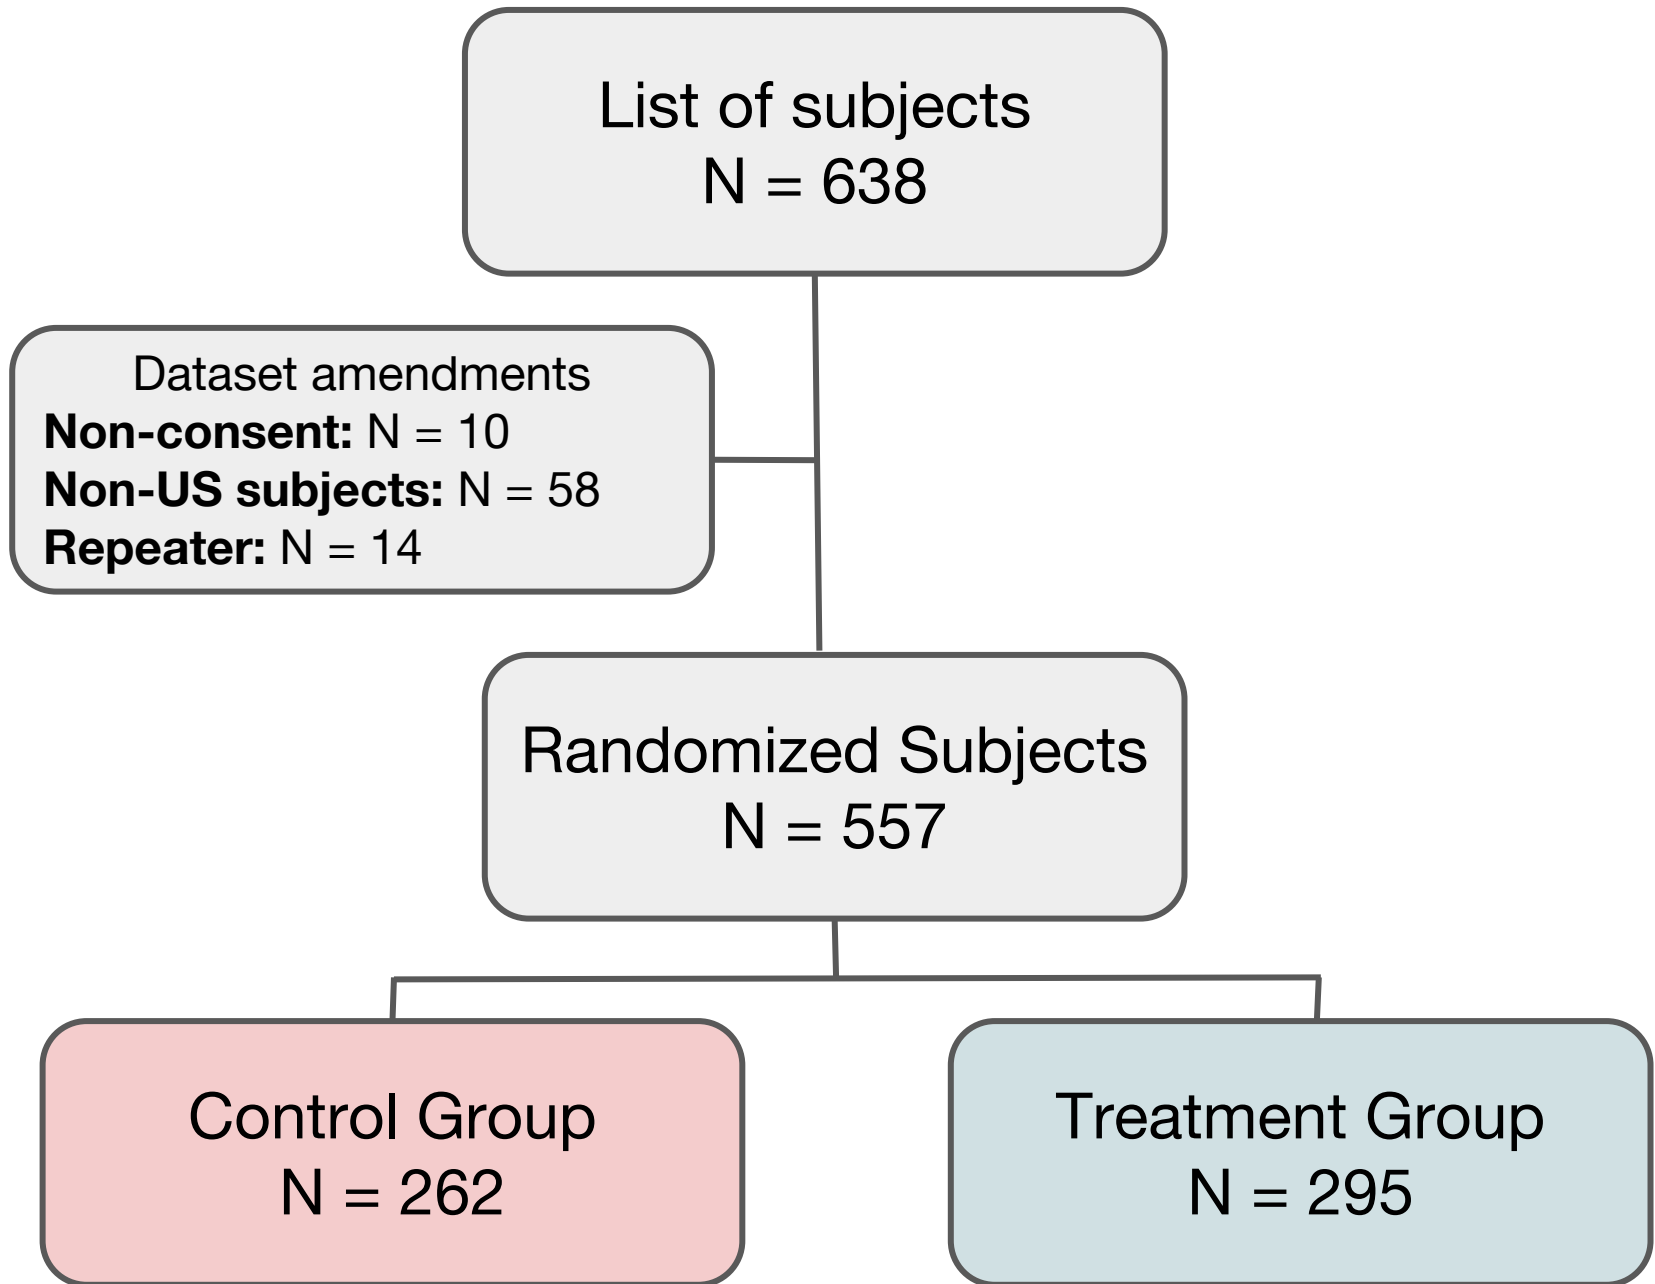 List of subjects
N = 638
Dataset amendments
Non-consent: N = 10
Non-US subjects: N = 58
Repeater: N = 14
Randomized Subjects
N = 557
Control Group
N = 262
Treatment Group
N = 295